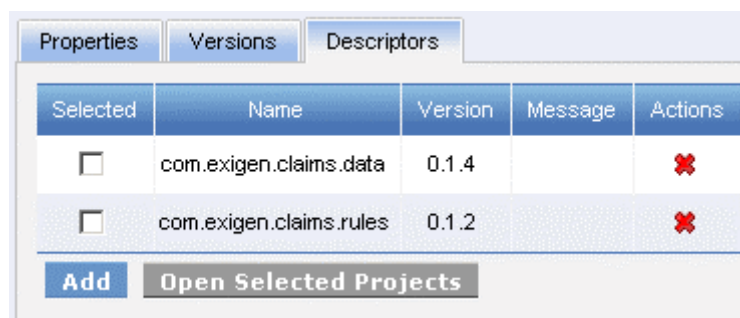 Properties Versions Descriptors
Selected Name Version Message Actions
com.exigen.claims.data 0.1.4
com.exigen.claims.rules 0.1.2
Add Open Selected Projects